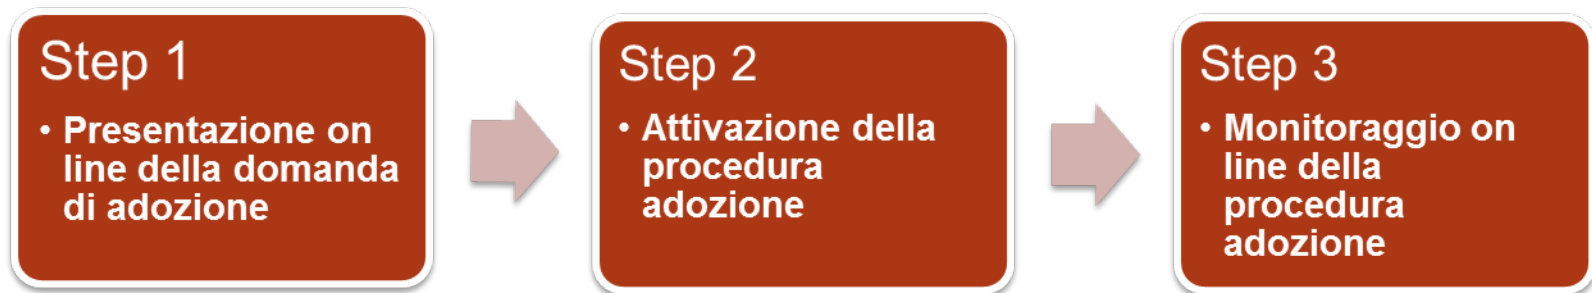 Step 1
• Presentazione on
line della domanda
di adozione
Step 2
• Attivazione della
procedura
adozione
Step 3
• Monitoraggio on
line della
procedura
adozione